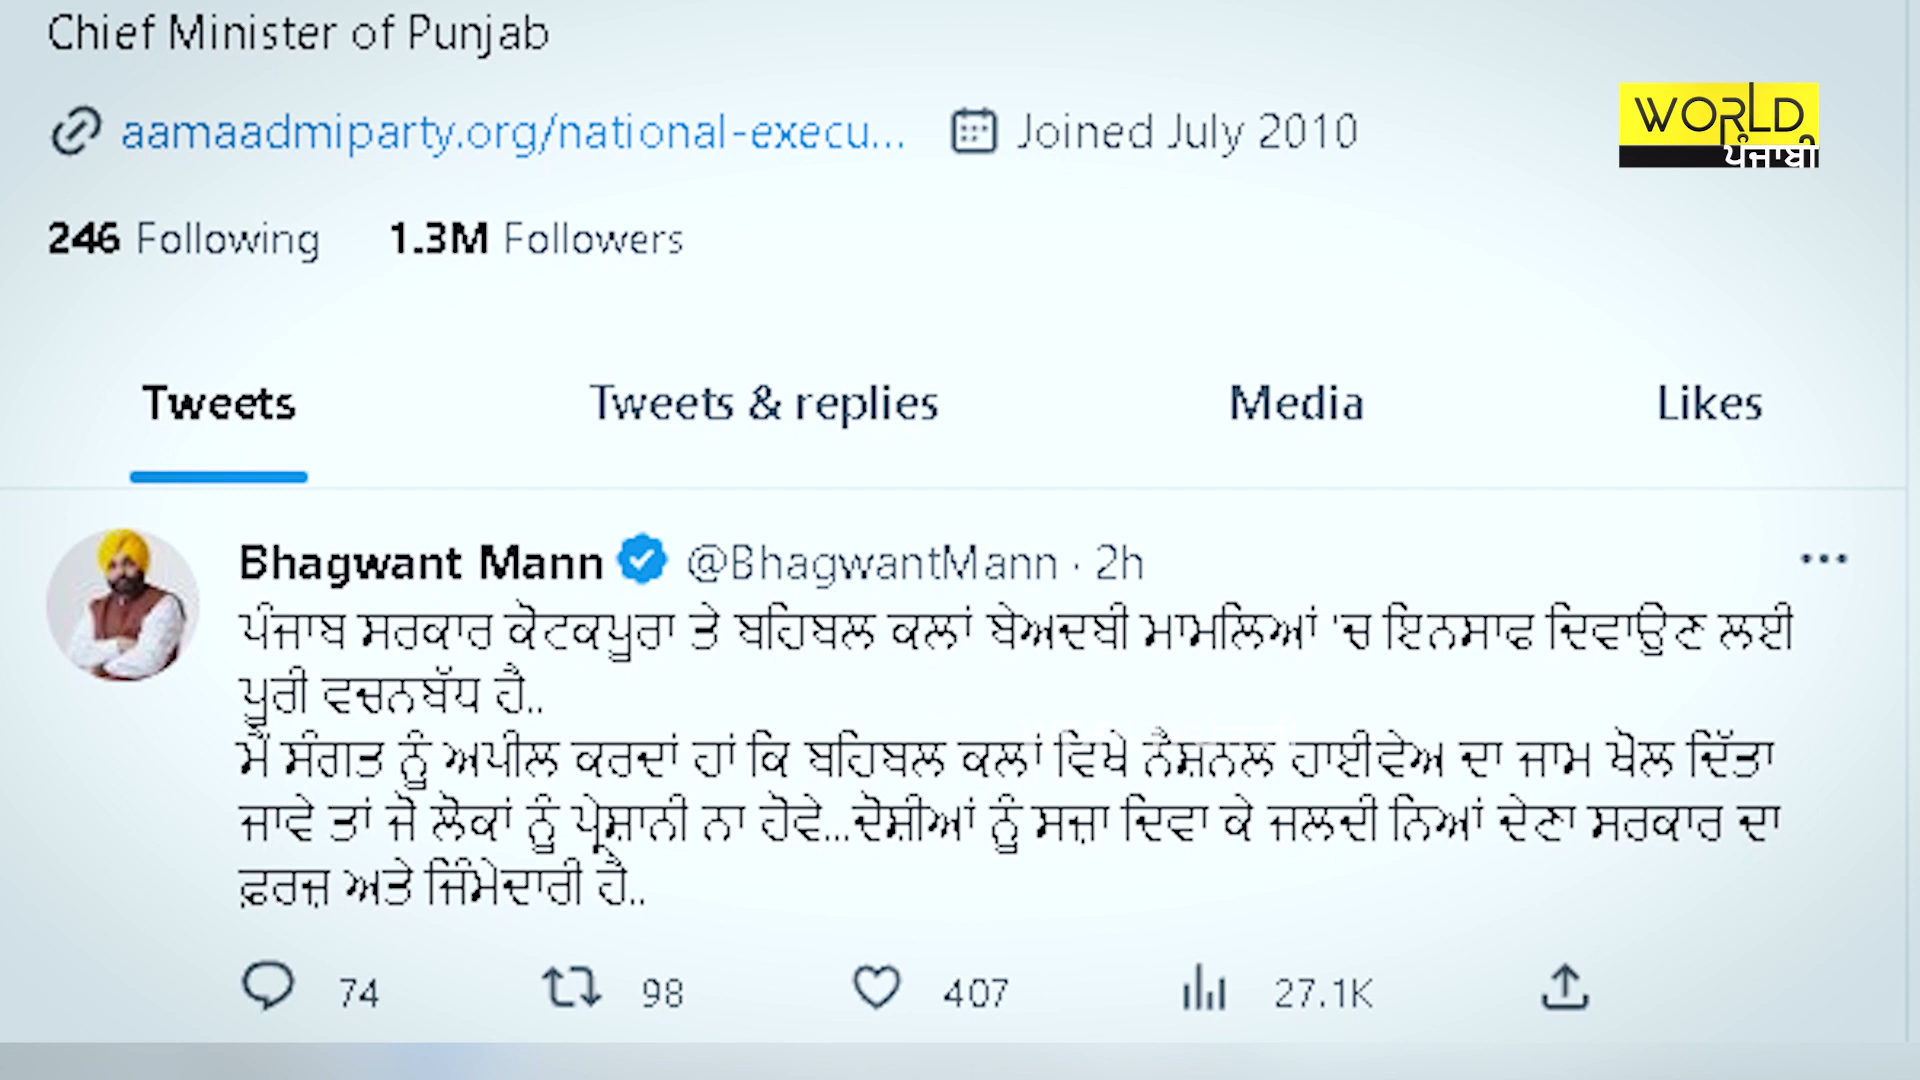 Chief Minister of Punjab
aamaadmiparty.org/national-execu... Joined July 2010
WORLD
ਪੰਜਾਬੀ
246 Following 1.3M Followers
Tweets Tweets & replies Media Likes
Bhagwant Mann @BhagwantMann · 2h
ਪੰਜਾਬ ਸਰਕਾਰ ਕੋਟਕਪੂਰਾ ਤੇ ਬਹਿਬਲ ਕਲਾਂ ਬੇਅਦਬੀ ਮਾਮਲਿਆਂ 'ਚ ਇਨਸਾਫ ਦਿਵਾਉਣ ਲਈ
ਪੂਰੀ ਵਚਨਬੱਧ ਹੈ..
ਮੈਂ ਸੰਗਤ ਨੂੰ ਅਪੀਲ ਕਰਦਾਂ ਹਾਂ ਕਿ ਬਹਿਬਲ ਕਲਾਂ ਵਿਖੇ ਨੈਸ਼ਨਲ ਹਾਈਵੇਅ ਦਾ ਜਾਮ ਖੋਲ ਦਿੱਤਾ
ਜਾਵੇ ਤਾਂ ਜੋ ਲੋਕਾਂ ਨੂੰ ਪ੍ਰੇਸ਼ਾਨੀ ਨਾ ਹੋਵੇ...ਦੋਸ਼ੀਆਂ ਨੂੰ ਸਜ਼ਾ ਦਿਵਾ ਕੇ ਜਲਦੀ ਨਿਆਂ ਦੇਣਾ ਸਰਕਾਰ ਦਾ
ਫ਼ਰਜ਼ ਅਤੇ ਜਿੰਮੇਦਾਰੀ ਹੈ..
74 98 407 27.1K